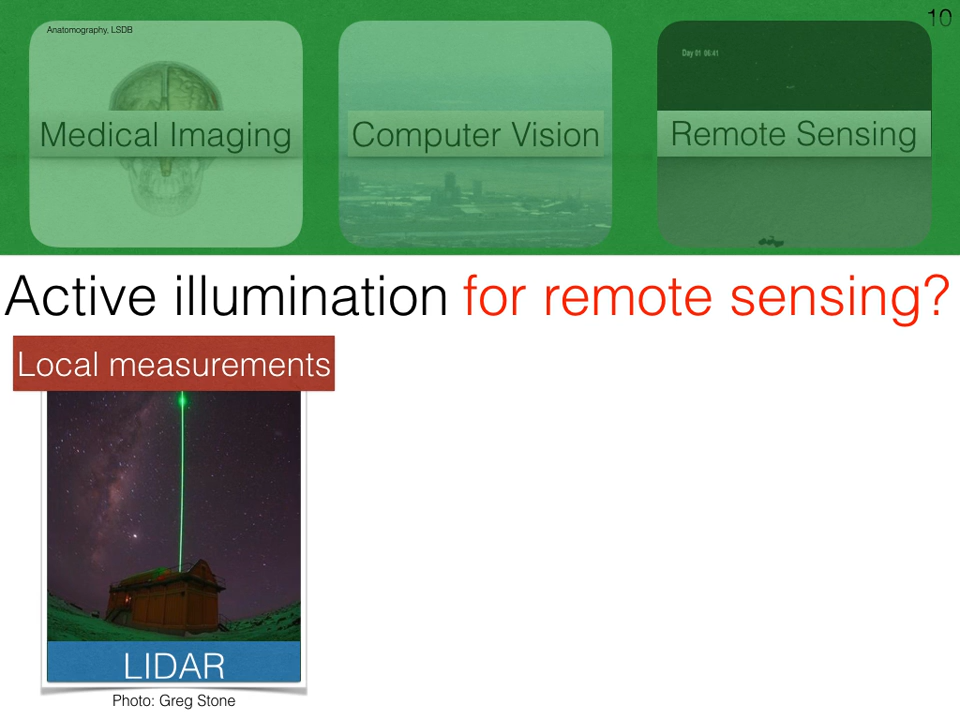 10
Anatomography, LSDB
Medical Imaging
Computer Vision
Day 01 06:41
Remote Sensing
Active illumination for remote sensing?
Local measurements
LIDAR
Photo: Greg Stone